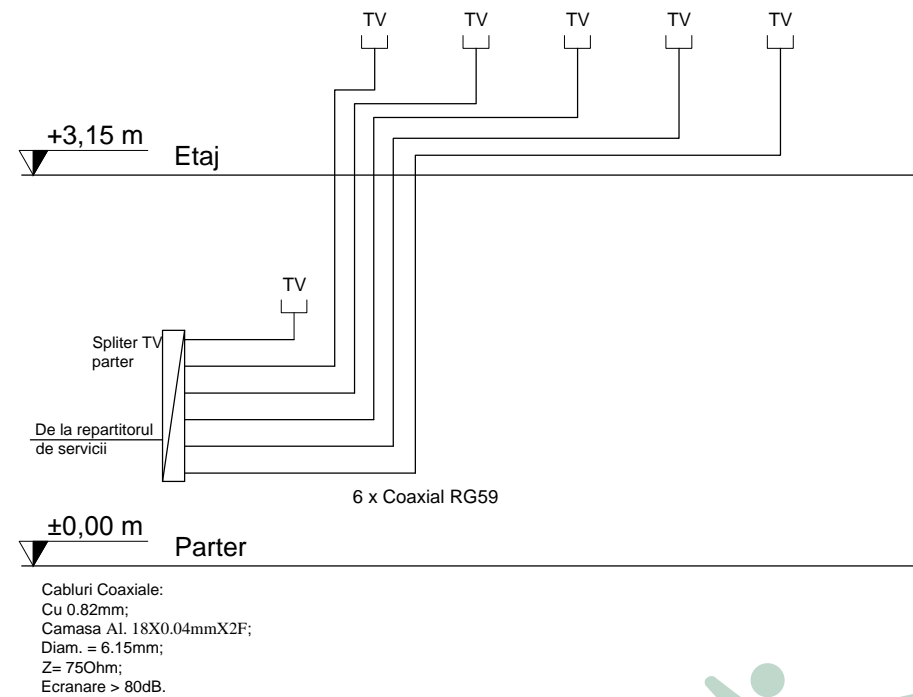 TV TV TV TV TV
+3,15 m
Etaj
TV
Spliter TV
parter
De la repartitorul
de servicii
6 x Coaxial RG59
±0,00 m
Parter
Cabluri Coaxiale:
Cu 0.82mm;
Camasa Al. 18X0.04mmX2F;
Diam. = 6.15mm;
Z= 75Ohm;
Ecranare > 80dB.